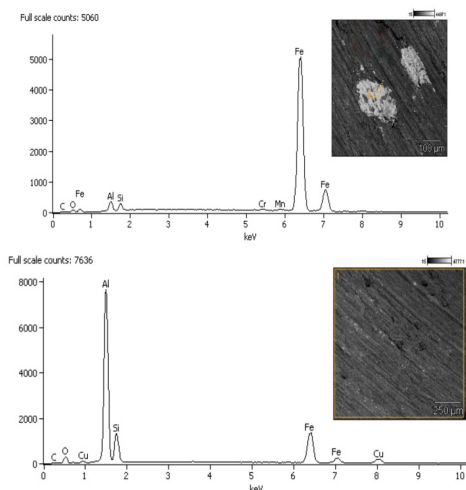 Full scale counts: 5060
Fe
5000
4000
3000
2000
1000
0
C O Fe Al Si Cr Mn Fe
0 1 2 3 4 5 6 7 8 9 10
keV
100 µm
Full scale counts: 7636
8000
Al
6000
4000
2000
0
C O Cu Si Fe Fe Cu
0 1 2 3 4 5 6 7 8 9 10
keV
250 µm